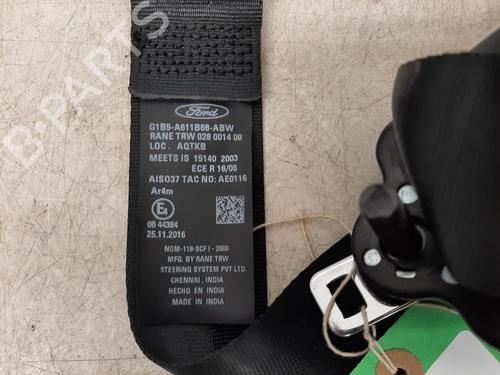 Ford
G1B5-A611B68-ABW
RANE TRW 028 0014 00
LOC. AQTKB
MEETS IS 15140 2003
ECE R 16/06
AISO37 TAC NO: AE0116
Ar4m
E4
06 44384
25.11.2016
NOM-119-SCFI-2000
MFG. BY RANE TRW
STEERING SYSTEM PVT LTD.
CHENNAI, INDIA
HECHO EN INDIA
MADE IN INDIA